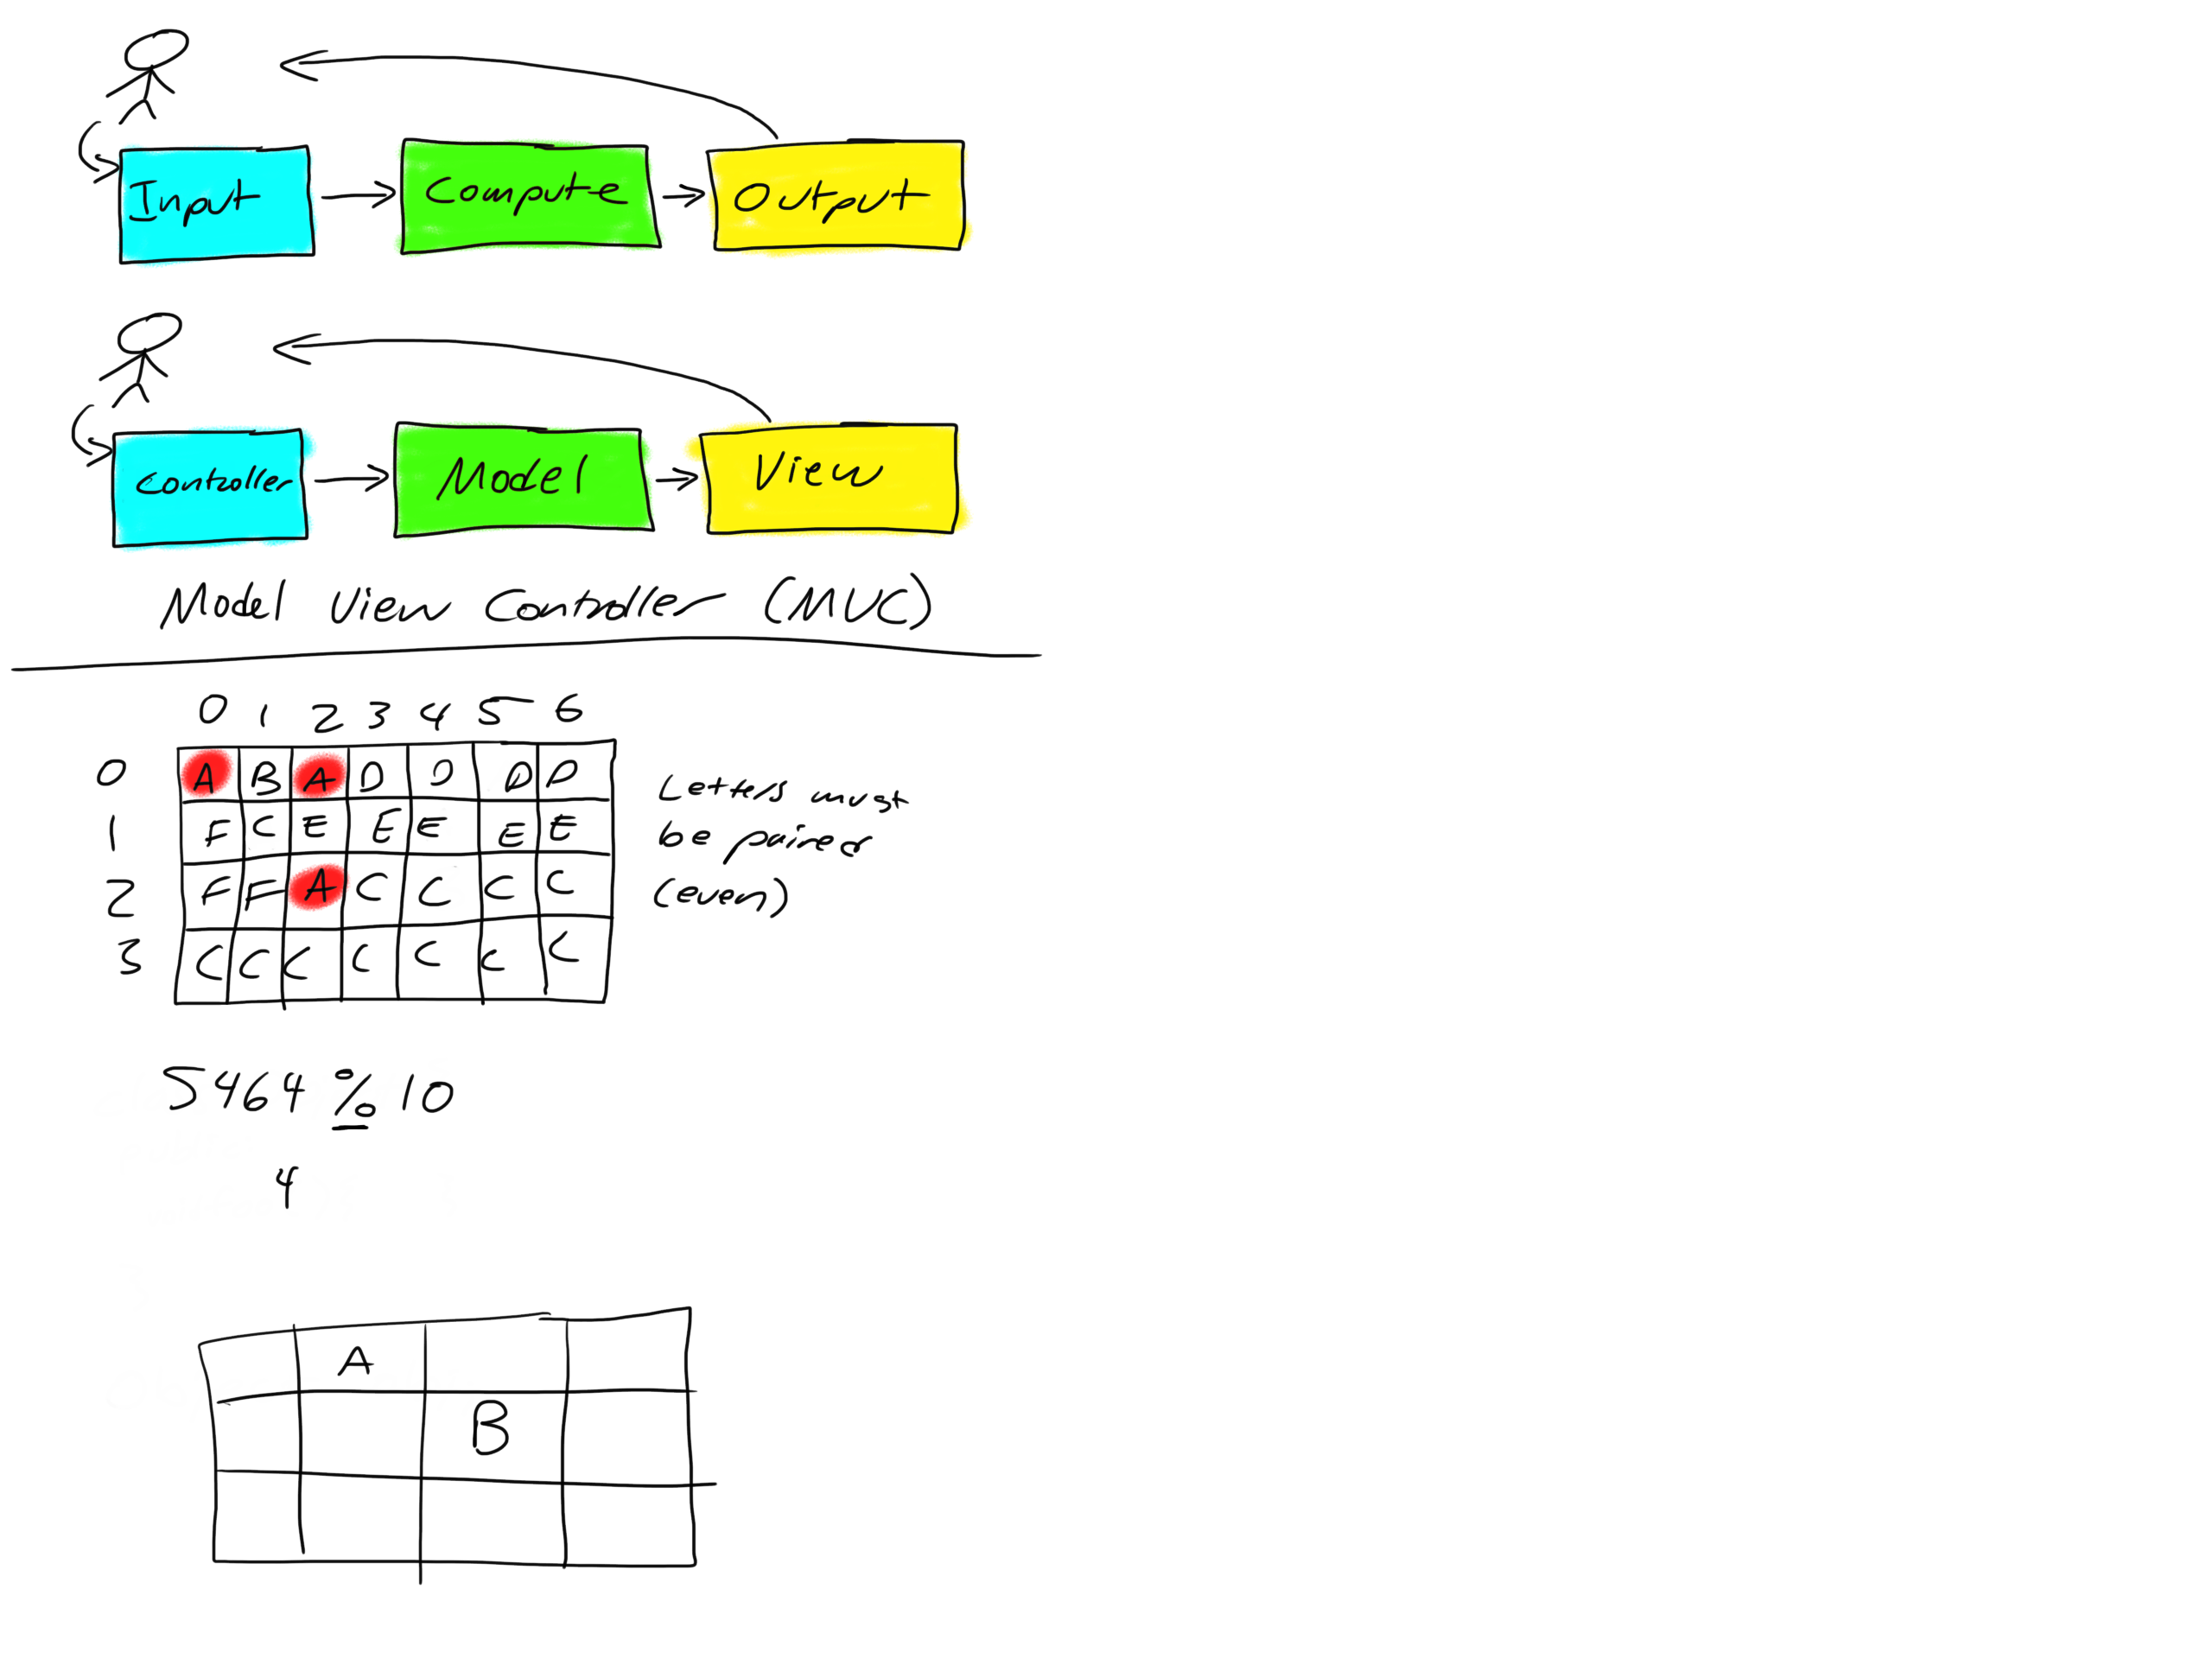 Input Compute Output
Controller Model View
Model View Controller (MVC)
0 1 2 3 4 5 6
0 A B A D D D D
1 F C E E E E E
2 F F A C C C C
3 C C C C C C C
Letters must
be paired
(even)
5464 % 10
4
A
B